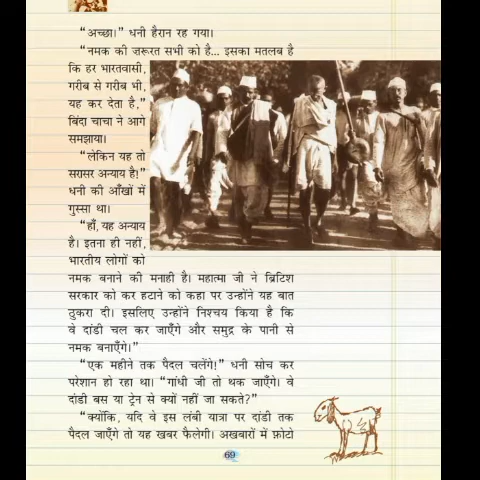 “अच्छा।” धनी हैरान रह गया।
“नमक की ज़रूरत सभी को है... इसका मतलब है
कि हर भारतवासी,
गरीब से गरीब भी,
यह कर देता है,”
बिंदा चाचा ने आगे
समझाया।
“लेकिन यह तो
सरासर अन्याय है!”
धनी की आँखों में
गुस्सा था।
“हाँ, यह अन्याय
है। इतना ही नहीं,
भारतीय लोगों को
नमक बनाने की मनाही है। महात्मा जी ने ब्रिटिश
सरकार को कर हटाने को कहा पर उन्होंने यह बात
ठुकरा दी। इसलिए उन्होंने निश्चय किया है कि
वे दांडी चल कर जाएँगे और समुद्र के पानी से
नमक बनाएँगे।”
“एक महीने तक पैदल चलेंगे!” धनी सोच कर
परेशान हो रहा था। “गांधी जी तो थक जाएँगे। वे
दांडी बस या ट्रेन से क्यों नहीं जा सकते?”
“क्योंकि, यदि वे इस लंबी यात्रा पर दांडी तक
पैदल जाएँगे तो यह खबर फैलेगी। अखबारों में फ़ोटो
69